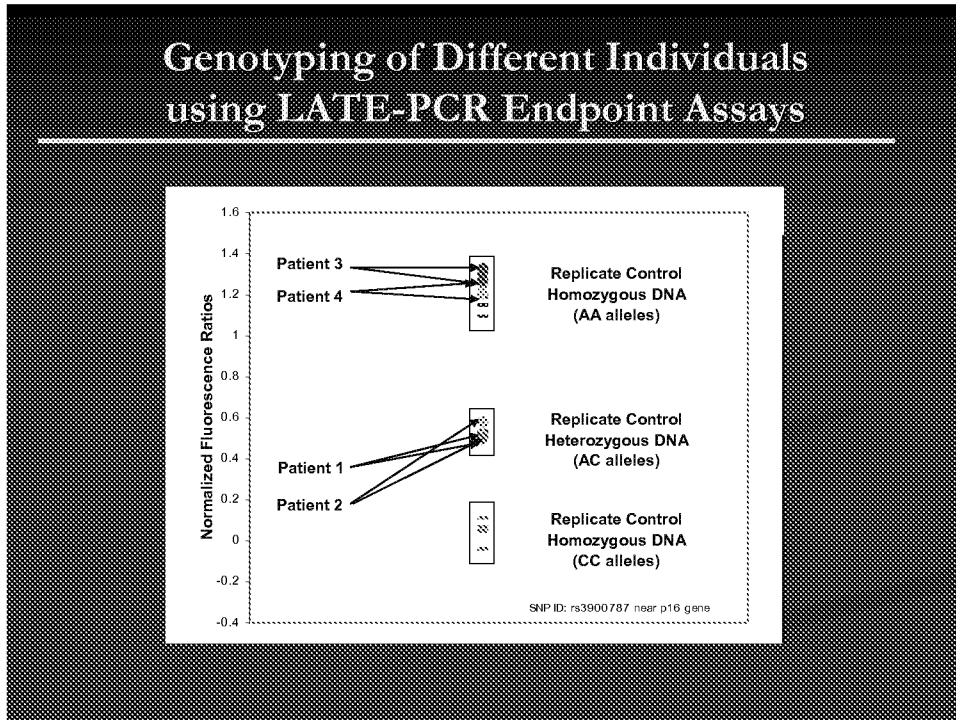 Genotyping of Different Individuals
using LATE-PCR Endpoint Assays
Normalized Fluorescence Ratios
1.6
1.4
1.2
1
0.8
0.6
0.4
0.2
0
-0.2
-0.4
Patient 3
Patient 4
Patient 1
Patient 2
Replicate Control
Homozygous DNA
(AA alleles)
Replicate Control
Heterozygous DNA
(AC alleles)
Replicate Control
Homozygous DNA
(CC alleles)
SNP ID: rs3900787 near p16 gene